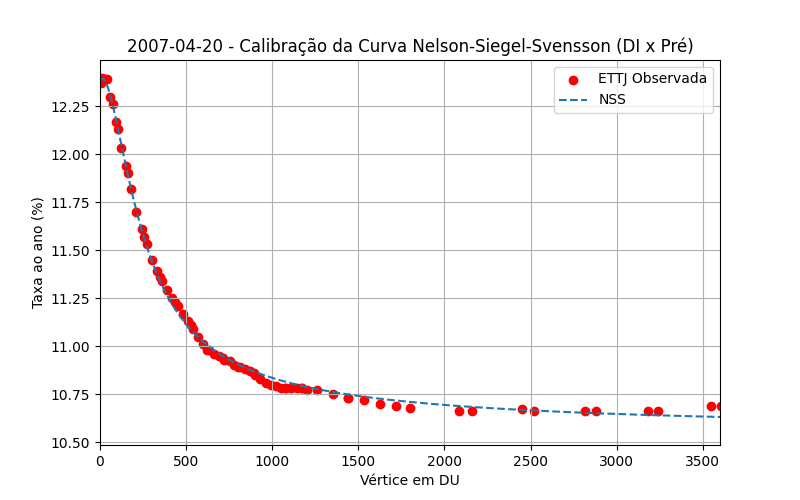 2007-04-20 - Calibração da Curva Nelson-Siegel-Svensson (DI x Pré)
ETTJ Observada
NSS
Taxa ao ano (%)
12.25
12.00
11.75
11.50
11.25
11.00
10.75
10.50
0 500 1000 1500 2000 2500 3000 3500
Vértice em DU